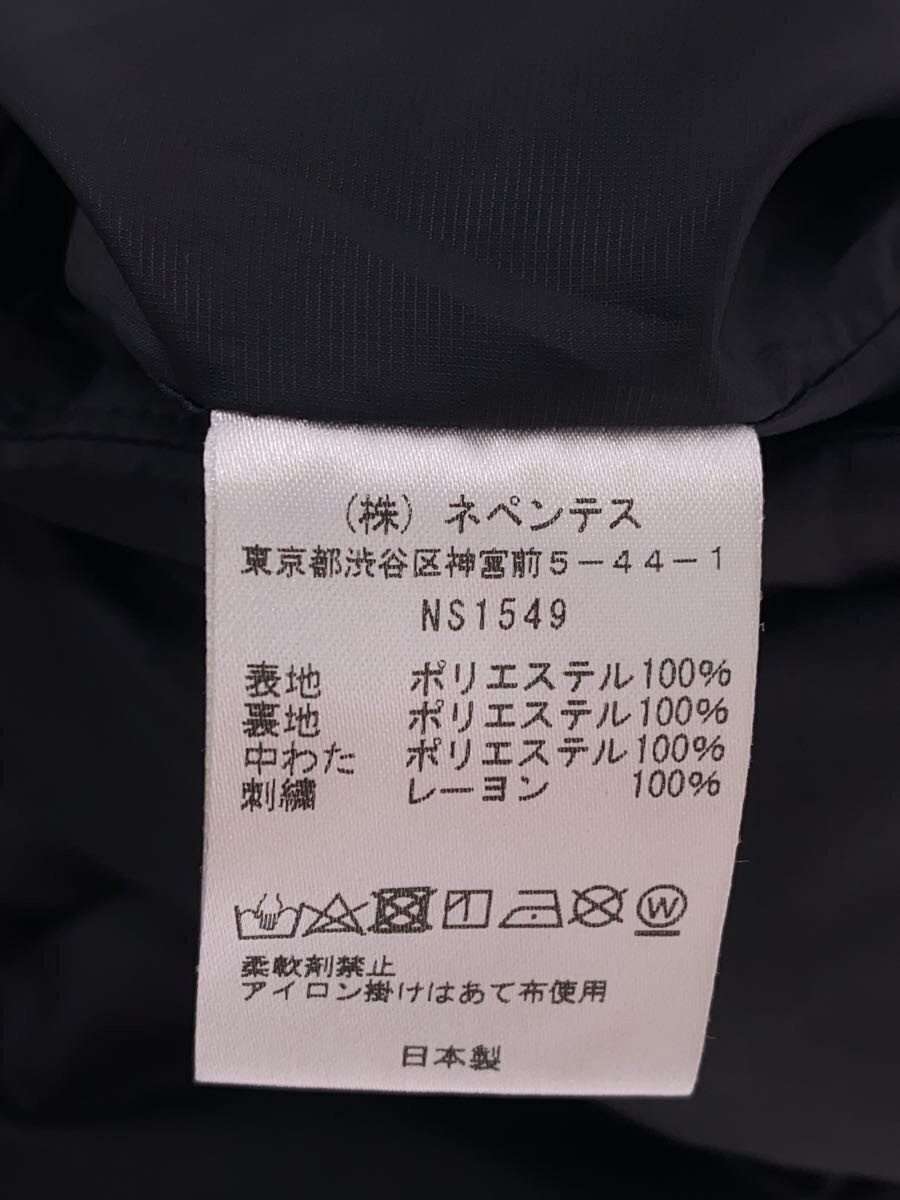 (株) ネペンテス
東京都渋谷区神宮前5-44-1
NS1549
表地 ポリエステル100%
裏地 ポリエステル100%
中わた ポリエステル100%
刺繍 レーヨン 100%
W
柔軟剤禁止
アイロン掛けはあて布使用
日本製